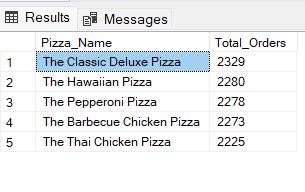 Results Messages
Pizza_Name Total_Orders
1 The Classic Deluxe Pizza 2329
2 The Hawaiian Pizza 2280
3 The Pepperoni Pizza 2278
4 The Barbecue Chicken Pizza 2273
5 The Thai Chicken Pizza 2225